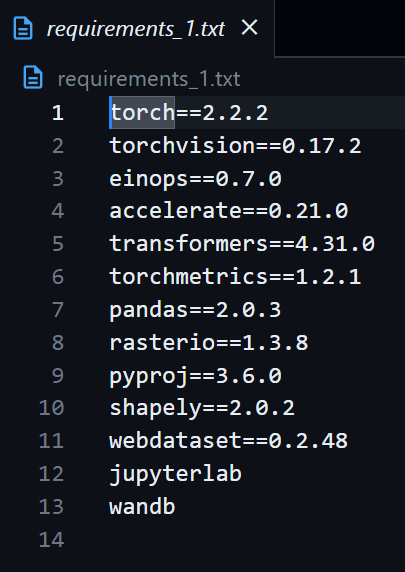 requirements_1.txt
requirements_1.txt
1 torch==2.2.2
2 torchvision==0.17.2
3 einops==0.7.0
4 accelerate==0.21.0
5 transformers==4.31.0
6 torchmetrics==1.2.1
7 pandas==2.0.3
8 rasterio==1.3.8
9 pyproj==3.6.0
10 shapely==2.0.2
11 webdataset==0.2.48
12 jupyterlab
13 wandb
14